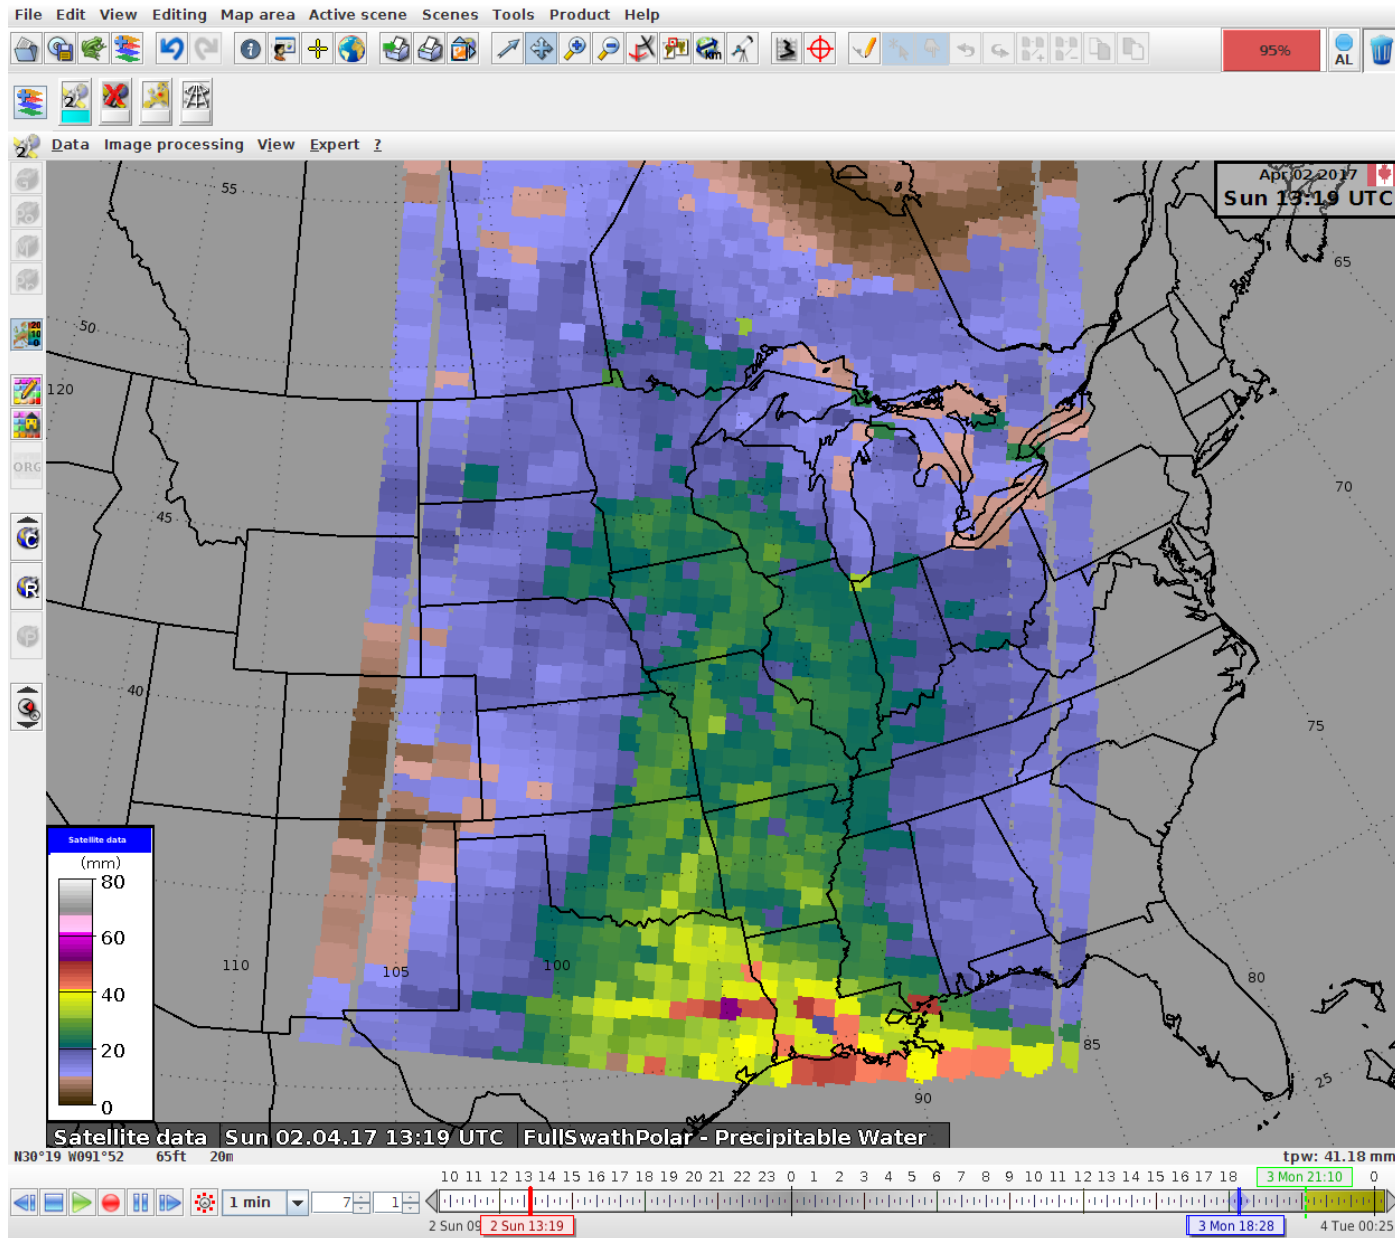 File Edit View Editing Map area Active scene Scenes Tools Product Help
km
95%
AL
2
2 Data Image processing View Expert ?
Apr 02 2017
Sun 13:19 UTC
55
65
50
120
ORG
45
70
C
R
40
75
Satellite data
(mm)
80
60
40
20
0
110
105
100
80
85
90
25
Satellite data Sun 02.04.17 13:19 UTC FullSwathPolar - Precipitable Water
N30°19 W091°52 65ft 20m tpw: 41.18 mm
10 11 12 13 14 15 16 17 18 19 20 21 22 23 0 1 2 3 4 5 6 7 8 9 10 11 12 13 14 15 16 17 18 3 Mon 21:10 0
1 min 7 1
2 Sun 09 2 Sun 13:19 3 Mon 18:28 4 Tue 00:25